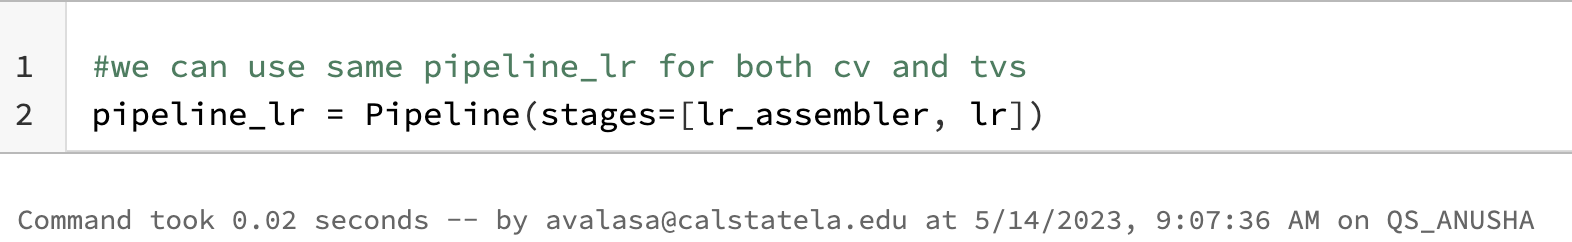 1 #we can use same pipeline_lr for both cv and tvs
2 pipeline_lr = Pipeline(stages=[lr_assembler, lr])
Command took 0.02 seconds -- by avalasa@calstatela.edu at 5/14/2023, 9:07:36 AM on QS_ANUSHA